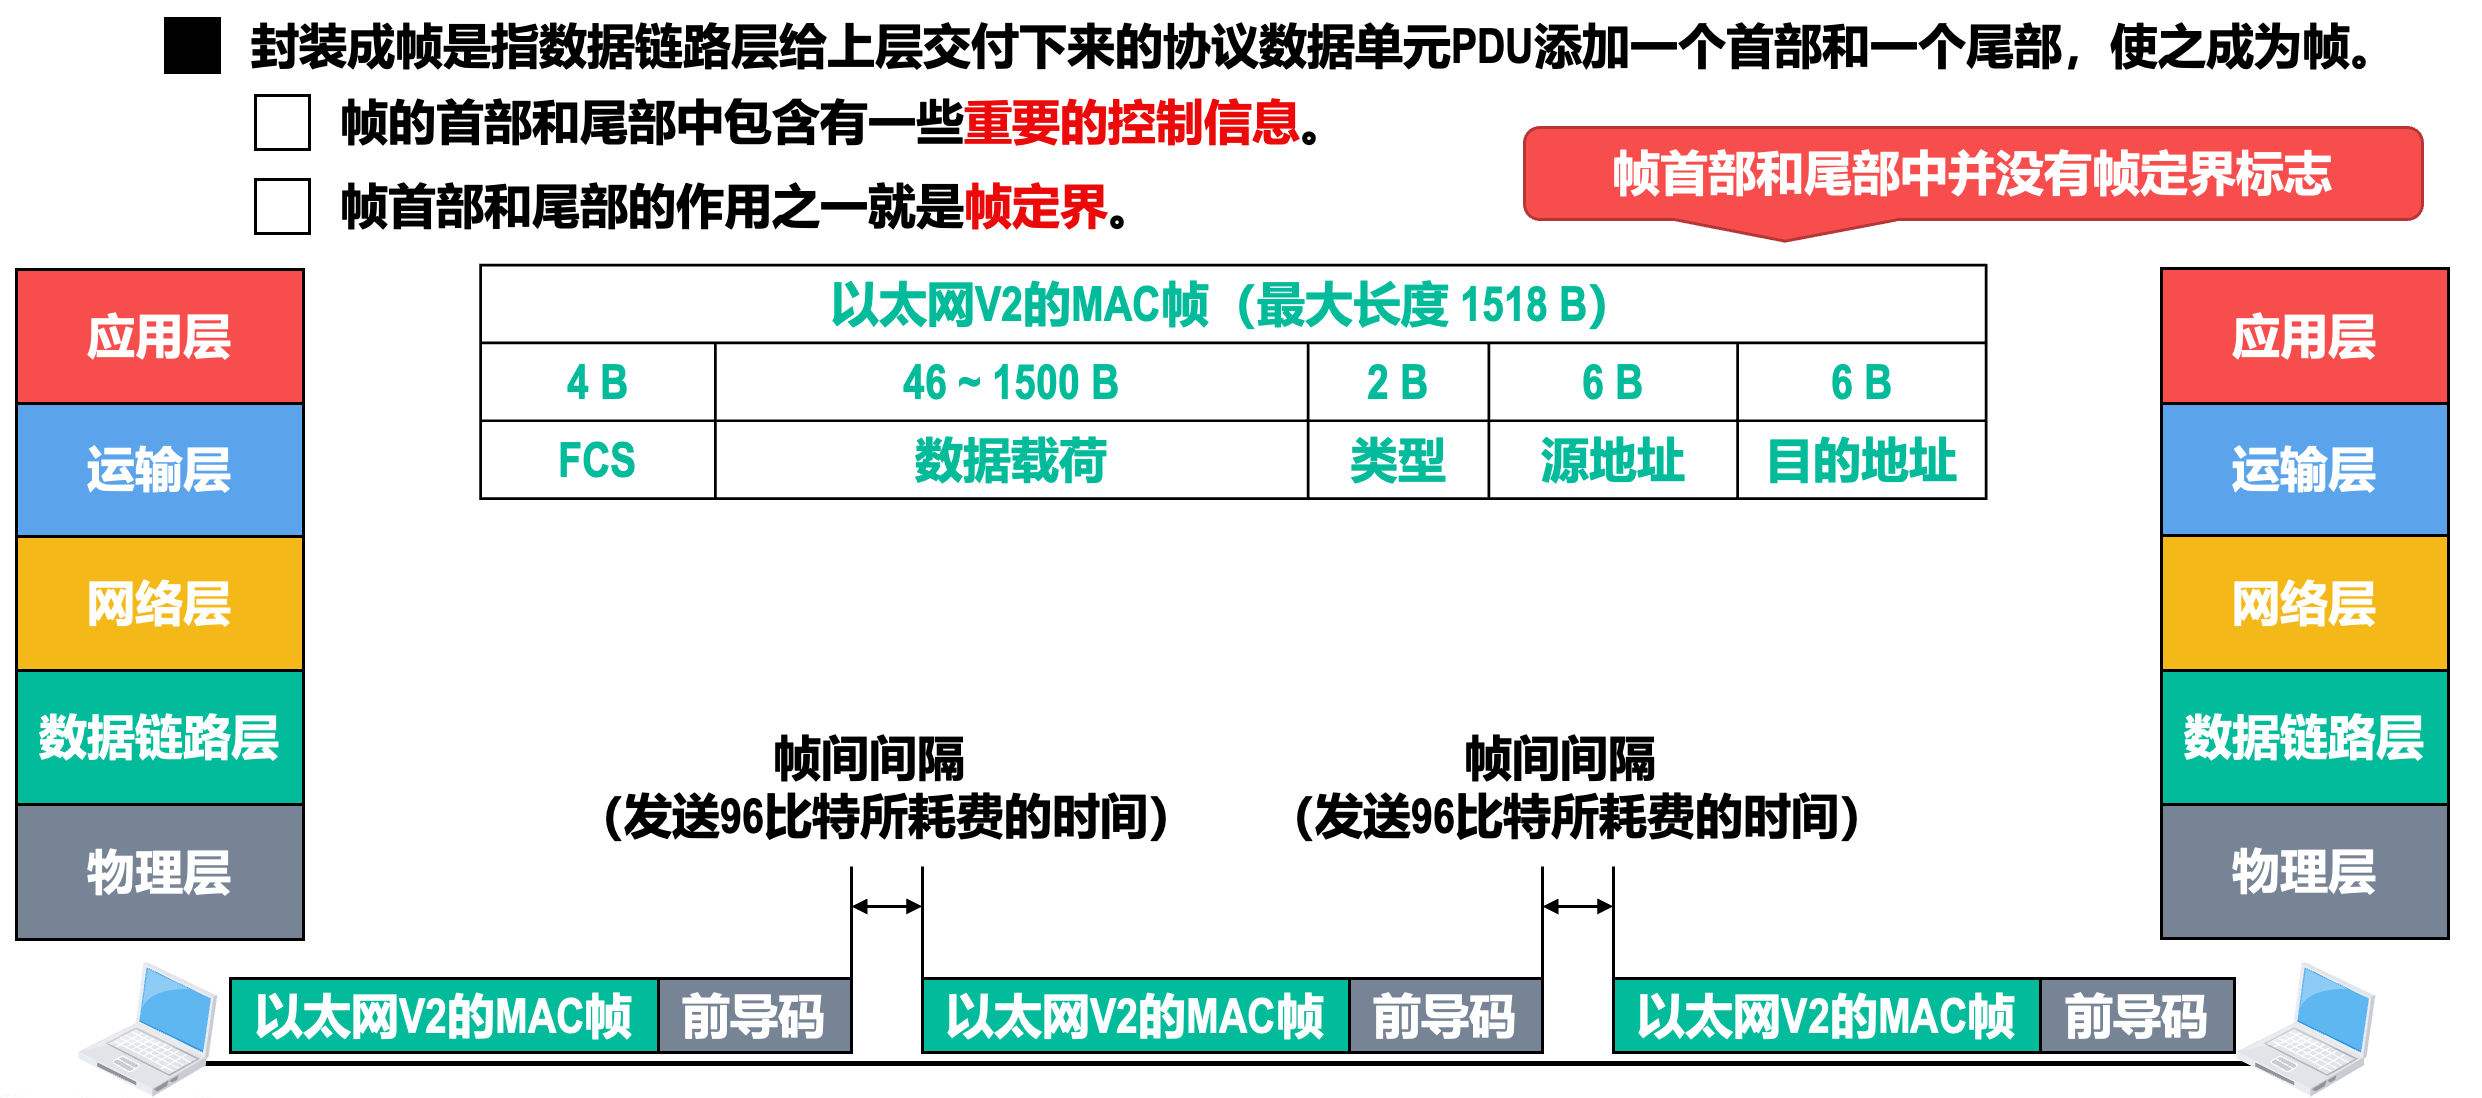 封装成帧是指数据链路层给上层交付下来的协议数据单元PDU添加一个首部和一个尾部，使之成为帧。
帧的首部和尾部中包含有一些重要的控制信息。
帧首部和尾部的作用之一就是帧定界。
帧首部和尾部中并没有帧定界标志
应用层
运输层
网络层
数据链路层
物理层
以太网V2的MAC帧（最大长度 1518 B）
4 B 46 ~ 1500 B 2 B 6 B 6 B
FCS 数据载荷 类型 源地址 目的地址
应用层
运输层
网络层
数据链路层
物理层
帧间间隔
（发送96比特所耗费的时间）
帧间间隔
（发送96比特所耗费的时间）
以太网V2的MAC帧 前导码 以太网V2的MAC帧 前导码 以太网V2的MAC帧 前导码